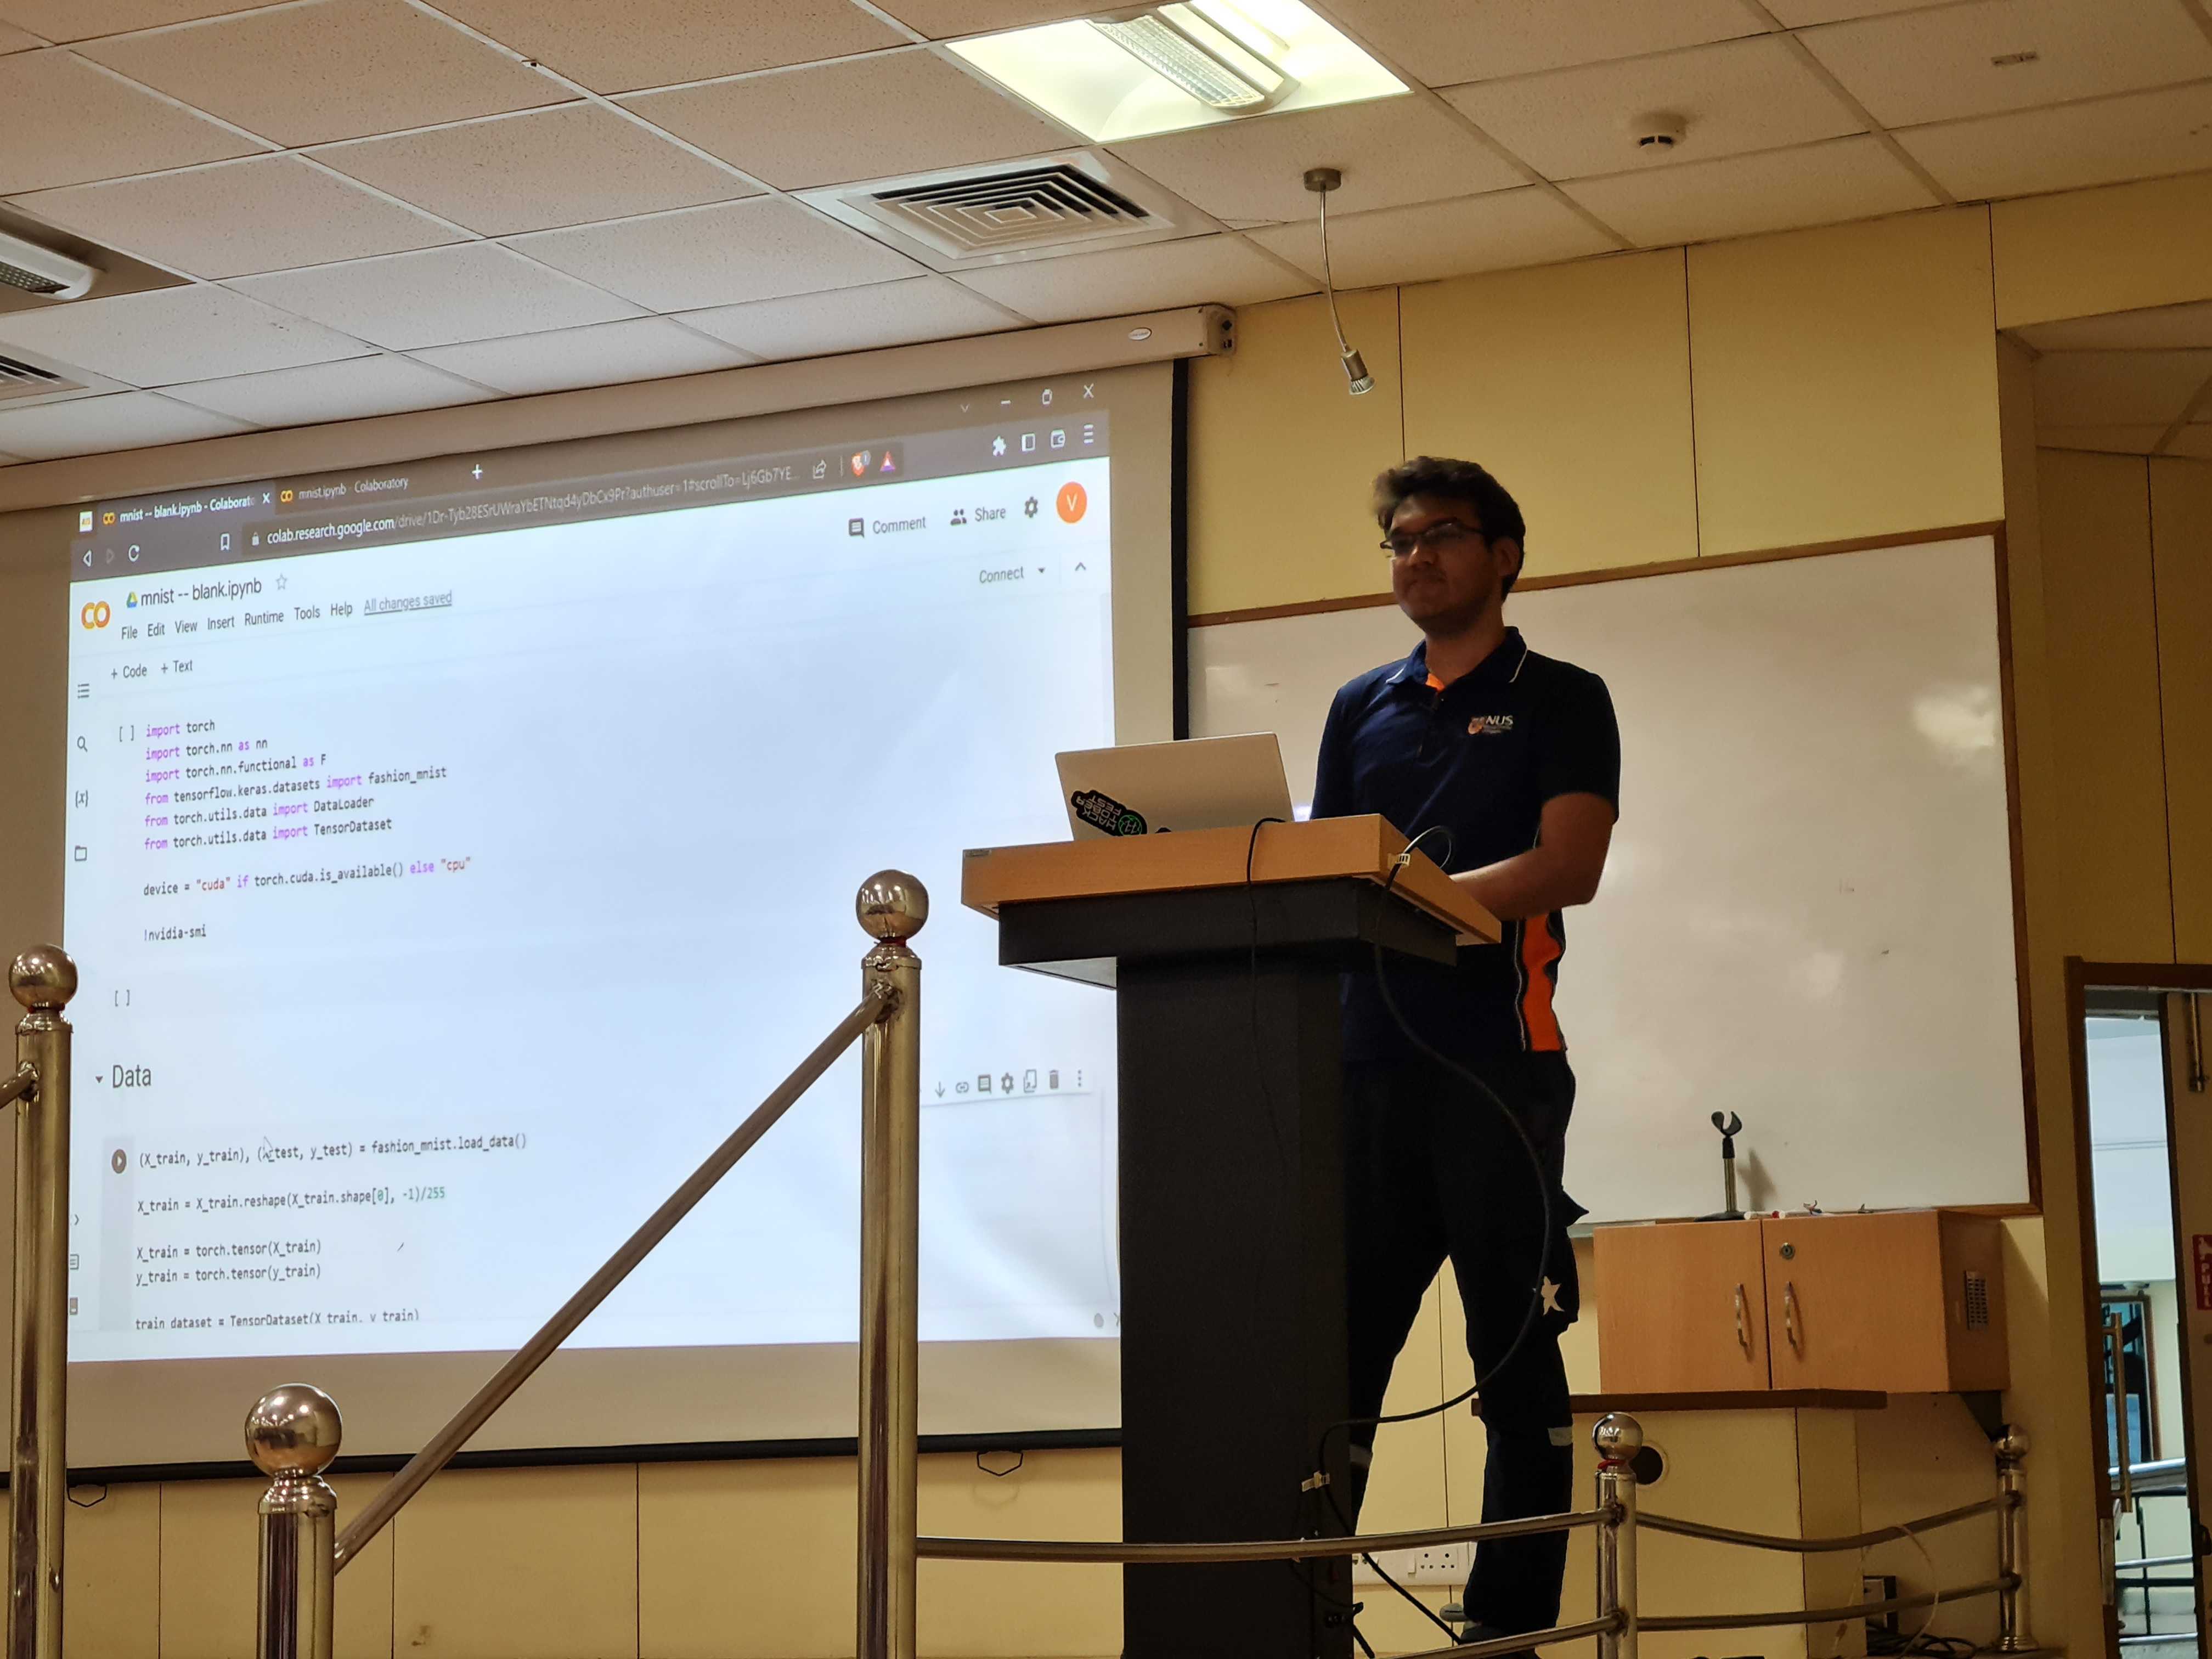 mnist -- blank.ipynb - Colaborato
mnist.ipynb - Colaboratory
colab.research.google.com/drive/1Dr-Tyb28ESrUWraYbETNtqd4yDbCx9Pr?authuser=1#scrollTo=Lj6Gb7YE...
mnist -- blank.ipynb
Comment
Share
V
File Edit View Insert Runtime Tools Help All changes saved
Connect
+ Code + Text
[ ] import torch
import torch.nn as nn
import torch.nn.functional as F
from tensorflow.keras.datasets import fashion_mnist
from torch.utils.data import DataLoader
from torch.utils.data import TensorDataset
device = "cuda" if torch.cuda.is_available() else "cpu"
!nvidia-smi
[ ]
Data
(X_train, y_train), (X_test, y_test) = fashion_mnist.load_data()
X_train = X_train.reshape(X_train.shape[0], -1)/255
X_train = torch.tensor(X_train)
y_train = torch.tensor(y_train)
train_dataset = TensorDataset(X_train, y_train)
HACK
TOBER
FEST
NUS
PULL